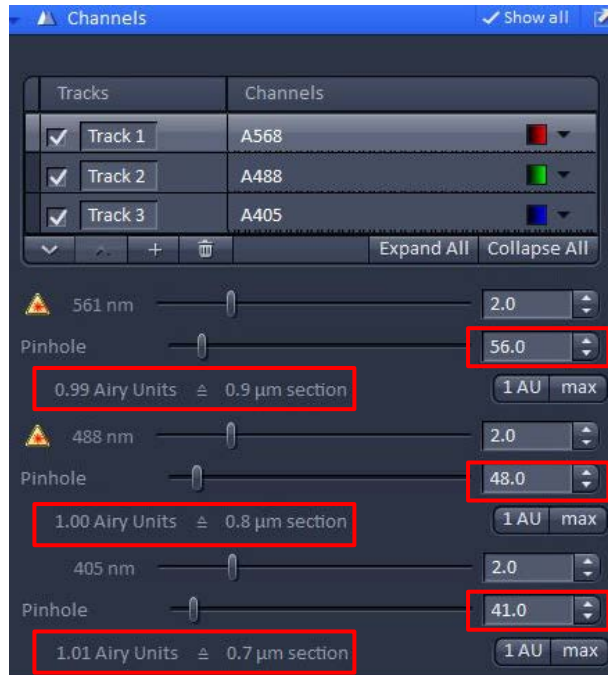 Channels ✓ Show all
Tracks Channels
Track 1 A568
Track 2 A488
Track 3 A405
+ Expand All Collapse All
561 nm 2.0
Pinhole 56.0
0.99 Airy Units ≙ 0.9 µm section 1 AU max
488 nm 2.0
Pinhole 48.0
1.00 Airy Units ≙ 0.8 µm section 1 AU max
405 nm 2.0
Pinhole 41.0
1.01 Airy Units ≙ 0.7 µm section 1 AU max